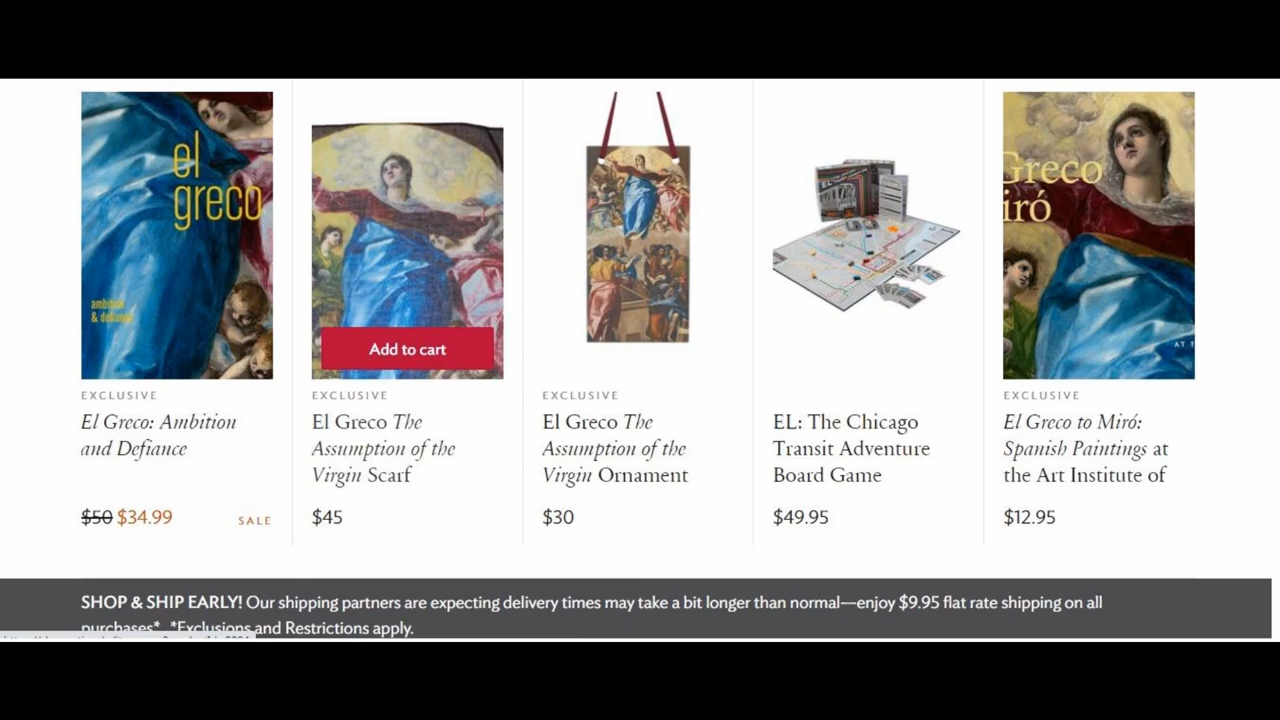 el
greco
ambition
& defiance
Add to cart
EL
Greco
iró
AT T
EXCLUSIVE
El Greco: Ambition
and Defiance
$50 $34.99
SALE
EXCLUSIVE
El Greco The
Assumption of the
Virgin Scarf
$45
EXCLUSIVE
El Greco The
Assumption of the
Virgin Ornament
$30
EL: The Chicago
Transit Adventure
Board Game
$49.95
EXCLUSIVE
El Greco to Miró:
Spanish Paintings at
the Art Institute of
$12.95
SHOP & SHIP EARLY! Our shipping partners are expecting delivery times may take a bit longer than normal—enjoy $9.95 flat rate shipping on all
purchases*. *Exclusions and Restrictions apply.